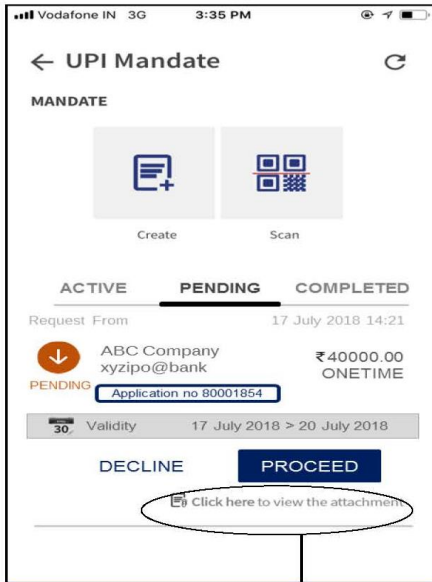 Vodafone IN 3G 3:35 PM
← UPI Mandate
MANDATE
Create Scan
ACTIVE PENDING COMPLETED
Request From 17 July 2018 14:21
ABC Company ₹40000.00
xyzipo@bank ONETIME
PENDING
Application no 80001854
30 Validity 17 July 2018 > 20 July 2018
DECLINE PROCEED
Click here to view the attachment